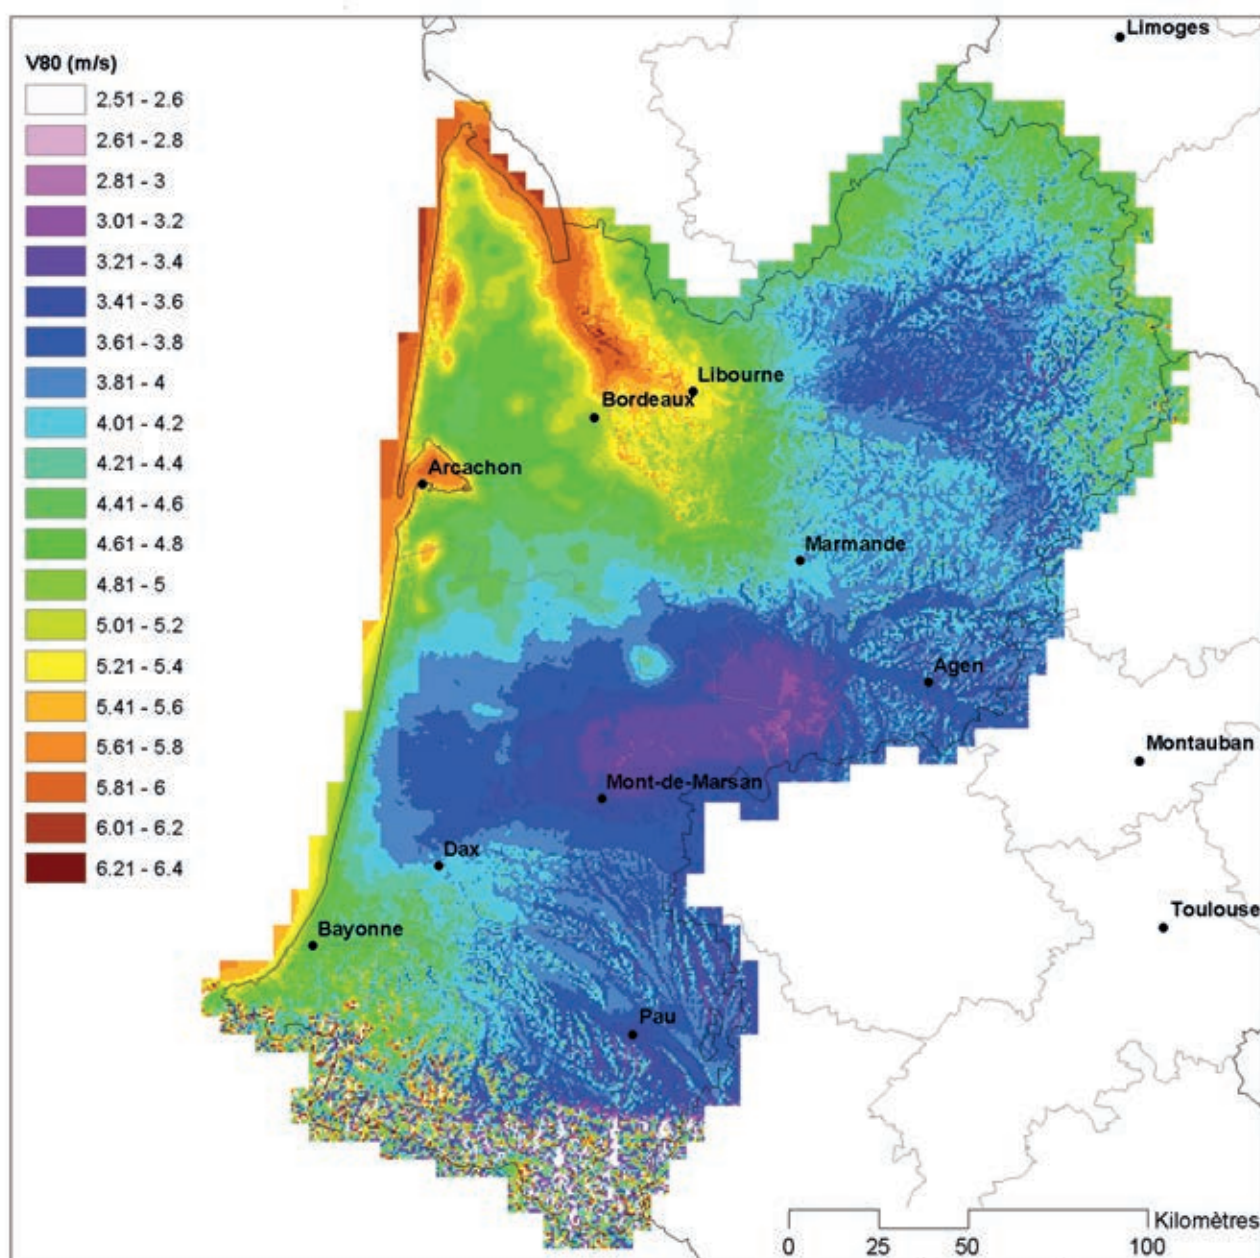 V80 (m/s)
2.51 - 2.6
2.61 - 2.8
2.81 - 3
3.01 - 3.2
3.21 - 3.4
3.41 - 3.6
3.61 - 3.8
3.81 - 4
4.01 - 4.2
4.21 - 4.4
4.41 - 4.6
4.61 - 4.8
4.81 - 5
5.01 - 5.2
5.21 - 5.4
5.41 - 5.6
5.61 - 5.8
5.81 - 6
6.01 - 6.2
6.21 - 6.4
Limoges
Libourne
Bordeaux
Arcachon
Marmande
Agen
Montauban
Mont-de-Marsan
Dax
Toulouse
Bayonne
Pau
Kilomètres
0 25 50 100